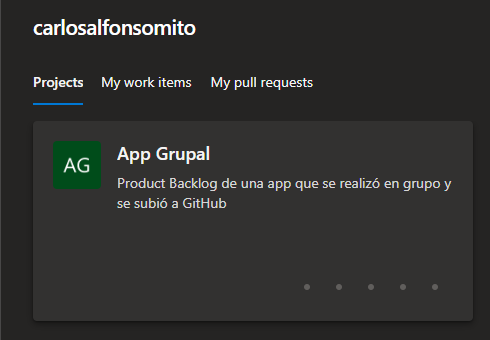 carlosalfonsomito
Projects My work items My pull requests
AG
App Grupal
Product Backlog de una app que se realizó en grupo y
se subió a GitHub